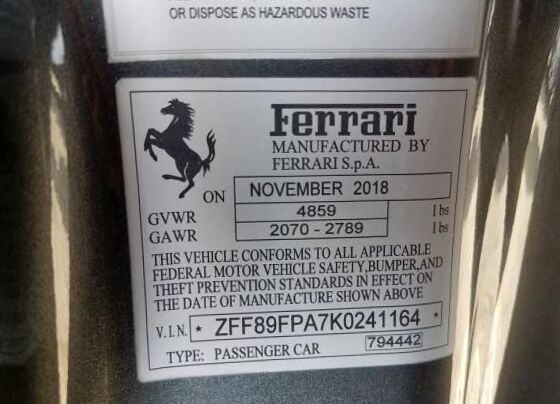 OR DISPOSE AS HAZARDOUS WASTE
Ferrari
MANUFACTURED BY
FERRARI S.p.A.
ON NOVEMBER 2018
GVWR 4859 lbs
GAWR 2070 - 2789 lbs
THIS VEHICLE CONFORMS TO ALL APPLICABLE
FEDERAL MOTOR VEHICLE SAFETY,BUMPER,AND
THEFT PREVENTION STANDARDS IN EFFECT ON
THE DATE OF MANUFACTURE SHOWN ABOVE
V.I.N. * ZFF89FPA7K0241164 *
TYPE: PASSENGER CAR 794442